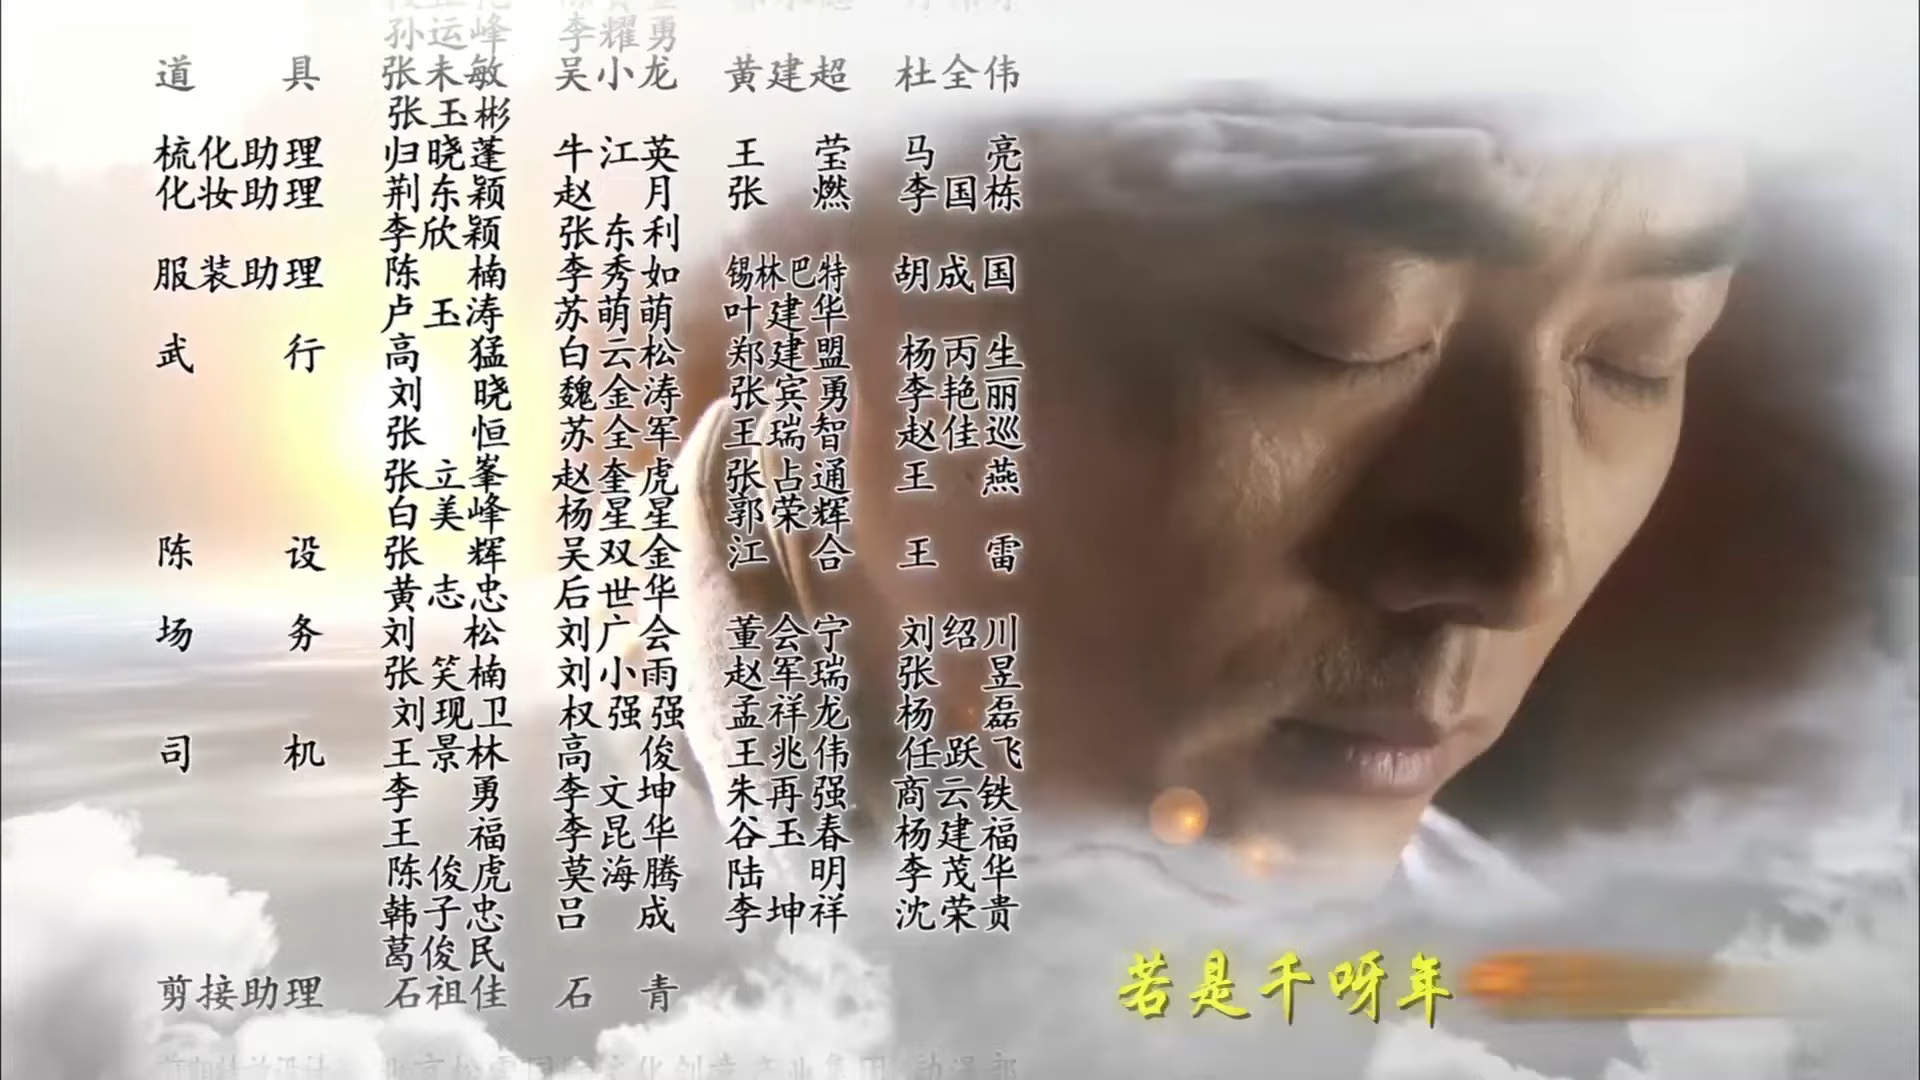 孙运峰 李耀勇
道具 张未敏 吴小龙 黄建超 杜全伟
张玉彬
梳化助理 归晓蓬 牛江英 王莹 马亮
化妆助理 荆东颖 赵月 张燃 李国栋
李欣颖 张东利
服装助理 陈楠 李秀如 锡林巴特 胡成国
卢玉涛 苏萌萌 叶建华
武行 高猛 白云松 郑建盟 杨丙生
刘晓 魏金涛 张宾勇 李艳丽
张恒 苏全军 王瑞智 赵佳巡
张立峯 赵奎虎 张占通 王燕
白美峰 杨星星 郭荣辉
陈设 张辉 吴双金 江合 王雷
黄志忠 后世华
场务 刘松 刘广会 董会宁 刘绍川
张笑楠 刘小雨 赵军瑞 张昱
刘现卫 权强强 孟祥龙 杨磊
司机 王景林 高俊 王兆伟 任跃飞
李勇 李文坤 朱再强 商云铁
王福 李昆华 谷玉春 杨建福
陈俊虎 莫海腾 陆明 李茂华
韩子忠 吕成 李坤祥 沈荣贵
葛俊民
剪接助理 石祖佳 石青
若是千呀年